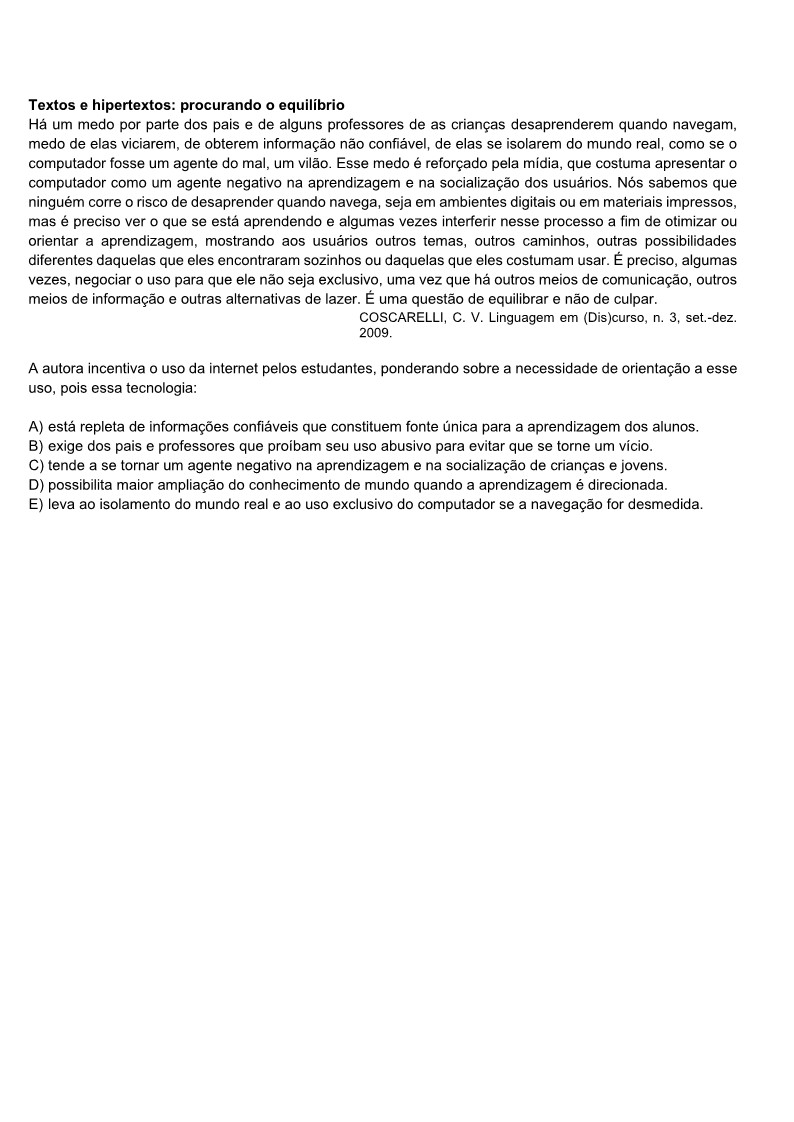 Textos e hipertextos: procurando o equilíbrio
Há um medo por parte dos pais e de alguns professores de as crianças desaprenderem quando navegam,
medo de elas viciarem, de obterem informação não confiável, de elas se isolarem do mundo real, como se o
computador fosse um agente do mal, um vilão. Esse medo é reforçado pela mídia, que costuma apresentar o
computador como um agente negativo na aprendizagem e na socialização dos usuários. Nós sabemos que
ninguém corre o risco de desaprender quando navega, seja em ambientes digitais ou em materiais impressos,
mas é preciso ver o que se está aprendendo e algumas vezes interferir nesse processo a fim de otimizar ou
orientar a aprendizagem, mostrando aos usuários outros temas, outros caminhos, outras possibilidades
diferentes daquelas que eles encontraram sozinhos ou daquelas que eles costumam usar. É preciso, algumas
vezes, negociar o uso para que ele não seja exclusivo, uma vez que há outros meios de comunicação, outros
meios de informação e outras alternativas de lazer. É uma questão de equilibrar e não de culpar.
COSCARELLI, C. V. Linguagem em (Dis)curso, n. 3, set.-dez.
2009.
A autora incentiva o uso da internet pelos estudantes, ponderando sobre a necessidade de orientação a esse
uso, pois essa tecnologia:
A) está repleta de informações confiáveis que constituem fonte única para a aprendizagem dos alunos.
B) exige dos pais e professores que proíbam seu uso abusivo para evitar que se torne um vício.
C) tende a se tornar um agente negativo na aprendizagem e na socialização de crianças e jovens.
D) possibilita maior ampliação do conhecimento de mundo quando a aprendizagem é direcionada.
E) leva ao isolamento do mundo real e ao uso exclusivo do computador se a navegação for desmedida.